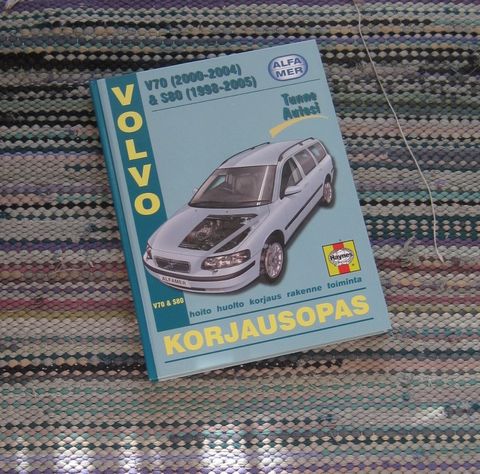 VOLVO
V70 (2000-2004)
& S80 (1998-2005)
ALFA
MER
Tunne
Autosi
ALFAMER
Haynes
V70 & S80
hoito huolto korjaus rakenne toiminta
KORJAUSOPAS